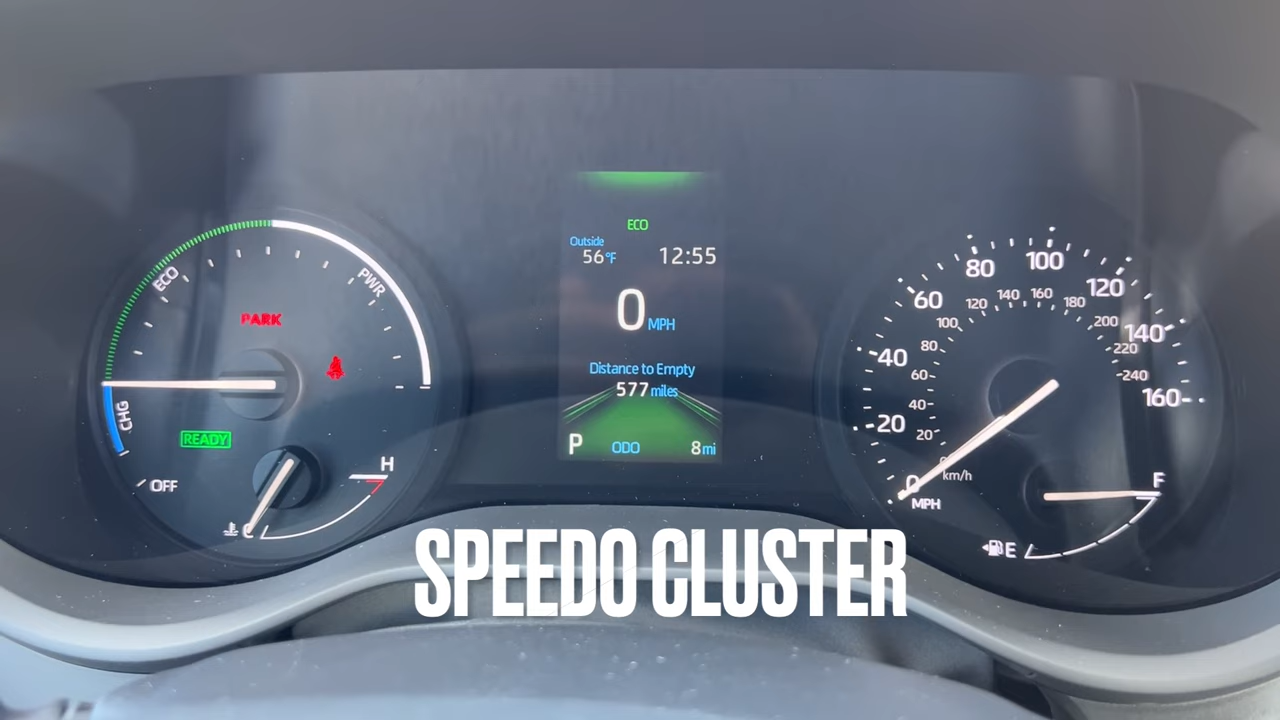 ECO
PWR
PARK
CHG
READY
OFF
H
C
ECO
Outside
56°F 12:55
0 MPH
Distance to Empty
577 miles
P ODO 8 mi
0 20 40 60 80 100 120 140 160
20 40 60 80 100 120 140 160 180 200 220 240
km/h
MPH
F
E
SPEEDO CLUSTER